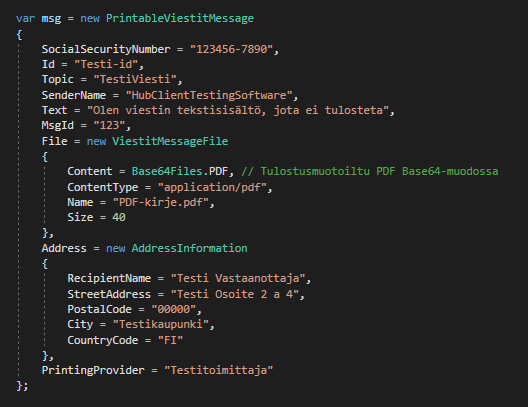 var msg = new PrintableViestitMessage
{
    SocialSecurityNumber = "123456-7890",
    Id = "Testi-id",
    Topic = "TestiViesti",
    SenderName = "HubClientTestingSoftware",
    Text = "Olen viestin tekstisisältö, jota ei tulosteta",
    MsgId = "123",
    File = new ViestitMessageFile
    {
        Content = Base64Files.PDF, // Tulostusmuotoiltu PDF Base64-muodossa
        ContentType = "application/pdf",
        Name = "PDF-kirje.pdf",
        Size = 40
    },
    Address = new AddressInformation
    {
        RecipientName = "Testi Vastaanottaja",
        StreetAddress = "Testi Osoite 2 a 4",
        PostalCode = "00000",
        City = "Testikaupunki",
        CountryCode = "FI"
    },
    PrintingProvider = "Testitoimittaja"
};